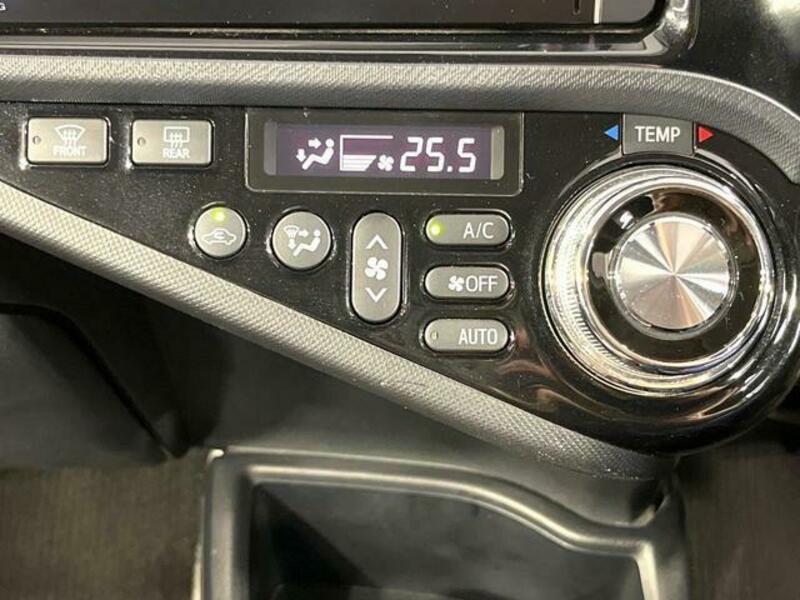 G
FRONT
REAR
25.5
TEMP
A/C
OFF
AUTO